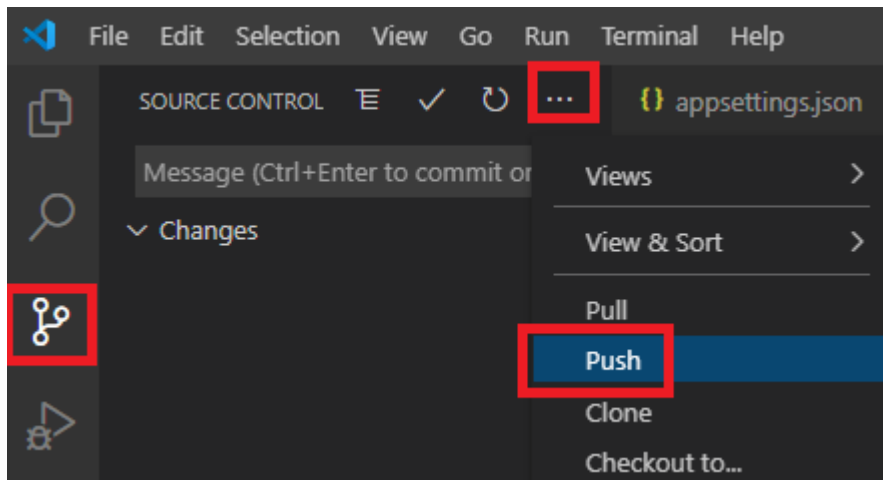 File Edit Selection View Go Run Terminal Help
SOURCE CONTROL ... {} appsettings.json
Message (Ctrl+Enter to commit or
Views >
Changes
View & Sort >
Pull
Push
Clone
Checkout to...